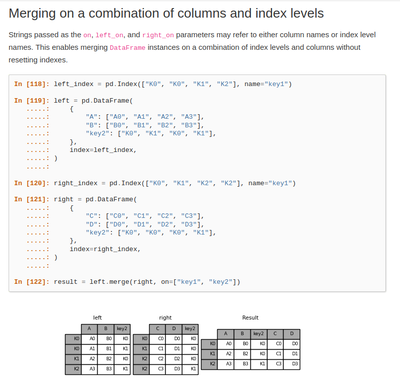 Merging on a combination of columns and index levels
Strings passed as the on, left_on, and right_on parameters may refer to either column names or index level
names. This enables merging DataFrame instances on a combination of index levels and columns without
resetting indexes.
In [118]: left_index = pd.Index(["K0", "K0", "K1", "K2"], name="key1")
In [119]: left = pd.DataFrame(
.....: {
.....: "A": ["A0", "A1", "A2", "A3"],
.....: "B": ["B0", "B1", "B2", "B3"],
.....: "key2": ["K0", "K1", "K0", "K1"],
.....: },
.....: index=left_index,
.....: )
.....:
In [120]: right_index = pd.Index(["K0", "K1", "K2", "K2"], name="key1")
In [121]: right = pd.DataFrame(
.....: {
.....: "C": ["C0", "C1", "C2", "C3"],
.....: "D": ["D0", "D1", "D2", "D3"],
.....: "key2": ["K0", "K0", "K0", "K1"],
.....: },
.....: index=right_index,
.....: )
.....:
In [122]: result = left.merge(right, on=["key1", "key2"])
left
A B key2
K0 A0 B0 K0
K0 A1 B1 K1
K1 A2 B2 K0
K2 A3 B3 K1
right
C D key2
K0 C0 D0 K0
K1 C1 D1 K0
K2 C2 D2 K0
K2 C3 D3 K1
Result
A B key2 C D
K0 A0 B0 K0 C0 D0
K1 A2 B2 K0 C1 D1
K2 A3 B3 K1 C3 D3